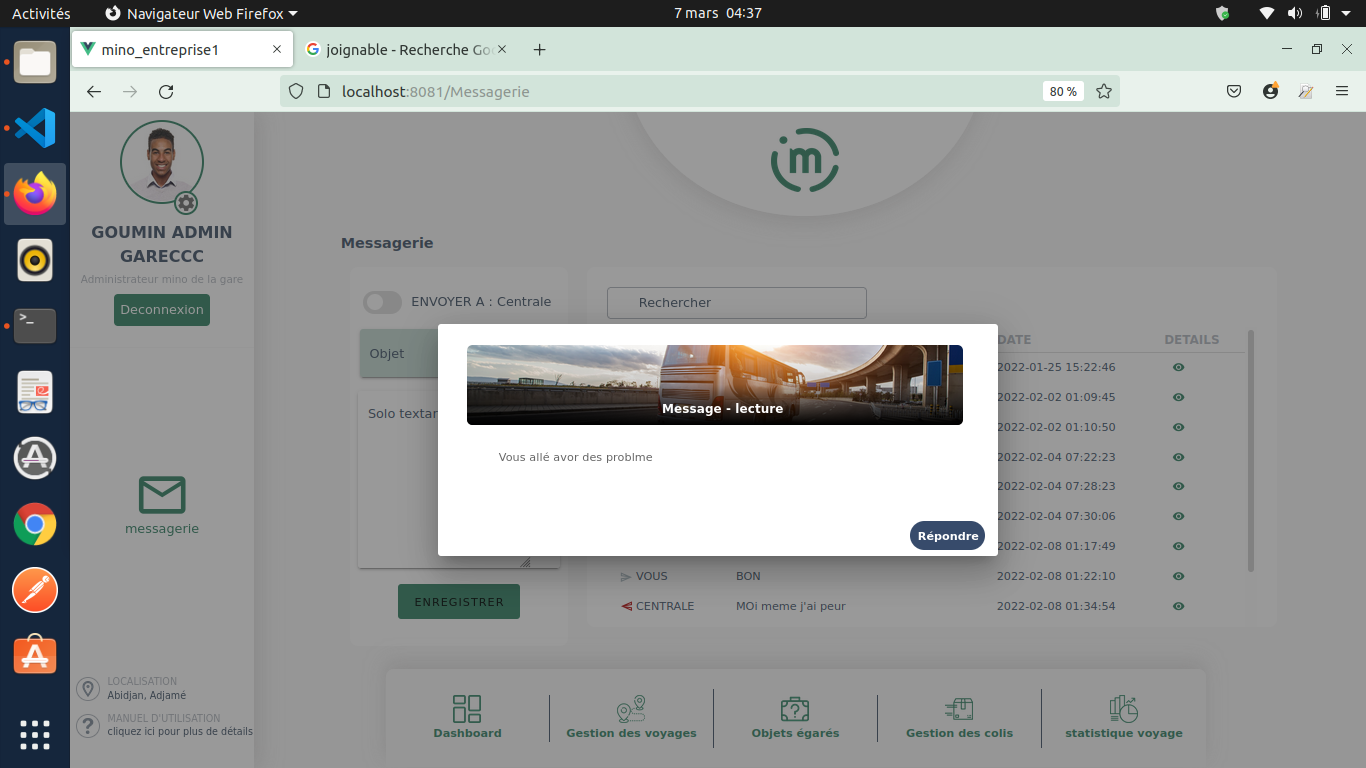 Activités
Navigateur Web Firefox
7 mars 04:37
mino_entreprise1
joignable - Recherche Goo
localhost:8081/Messagerie
80 %
im
GOUMIN ADMIN
GARECCC
Administrateur mino de la gare
Deconnexion
messagerie
LOCALISATION
Abidjan, Adjamé
MANUEL D'UTILISATION
cliquez ici pour plus de détails
Messagerie
ENVOYER A : Centrale
Objet
Solo textar
ENREGISTRER
Rechercher
DATE DETAILS
2022-01-25 15:22:46
2022-02-02 01:09:45
2022-02-02 01:10:50
2022-02-04 07:22:23
2022-02-04 07:28:23
2022-02-04 07:30:06
2022-02-08 01:17:49
VOUS BON 2022-02-08 01:22:10
CENTRALE MOi meme j'ai peur 2022-02-08 01:34:54
Message - lecture
Vous allé avor des problme
Répondre
Dashboard
Gestion des voyages
Objets égarés
Gestion des colis
statistique voyage